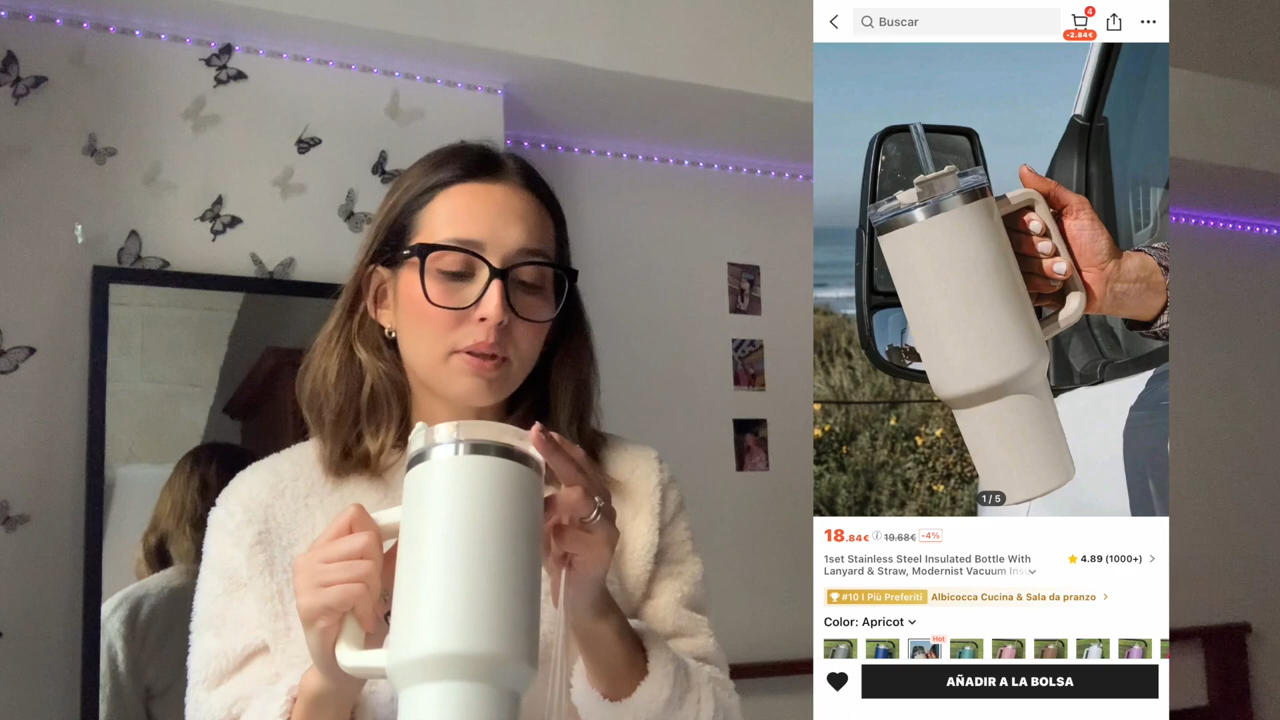 Buscar
4
-2.84€
1/5
18.84€ 19.68€ -4%
1set Stainless Steel Insulated Bottle With
Lanyard & Straw, Modernist Vacuum
4.89 (1000+)
#10 I Più Preferiti Albicocca Cucina & Sala da pranzo
Color: Apricot
Hot
AÑADIR A LA BOLSA